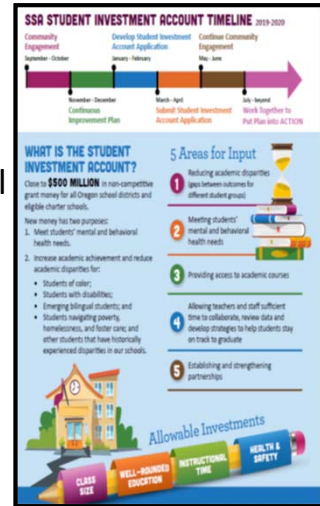 l
SSA STUDENT INVESTMENT ACCOUNT TIMELINE 2019-2020
Community
Engagement
September - October
Develop Student Investment
Account Application
January - February
Continue Community
Engagement
May - June
November - December
Continuous
Improvement Plan
March - April
Submit Student Investment
Account Application
July - beyond
Work Together to
Put Plan into ACTION
WHAT IS THE STUDENT
INVESTMENT ACCOUNT?
Close to $500 MILLION in non-competitive
grant money for all Oregon school districts and
eligible charter schools.
New money has two purposes:
1. Meet students' mental and behavioral
health needs.
2. Increase academic achievement and reduce
academic disparities for:
• Students of color;
• Students with disabilities;
• Emerging bilingual students; and
• Students navigating poverty,
homelessness, and foster care; and
other students that have historically
experienced disparities in our schools.
5 Areas for Input
1 Reducing academic disparities
(gaps between outcomes for
different student groups)
2 Meeting students'
mental and behavioral
health needs
3 Providing access to academic courses
4 Allowing teachers and staff sufficient
time to collaborate, review data and
develop strategies to help students stay
on track to graduate
5 Establishing and strengthening
partnerships
Allowable Investments
CLASS
SIZE
WELL-ROUNDED
EDUCATION
INSTRUCTIONAL
TIME
HEALTH &
SAFETY